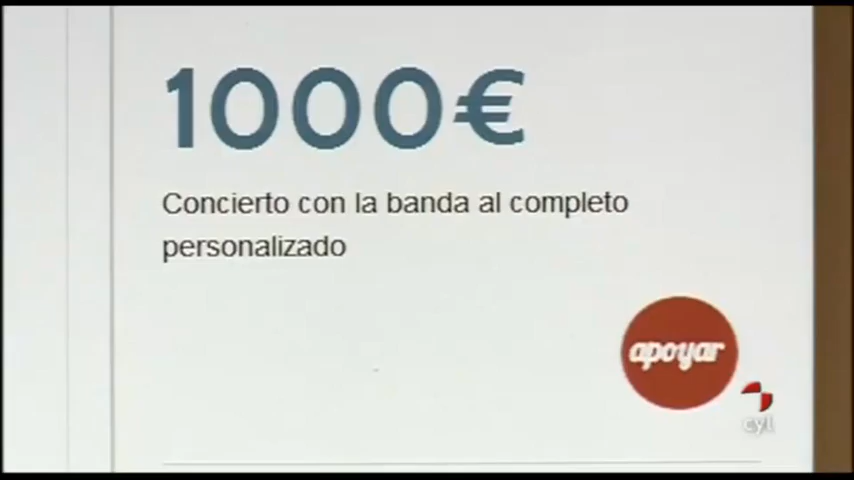 1000€
Concierto con la banda al completo
personalizado
apoyar
cyl